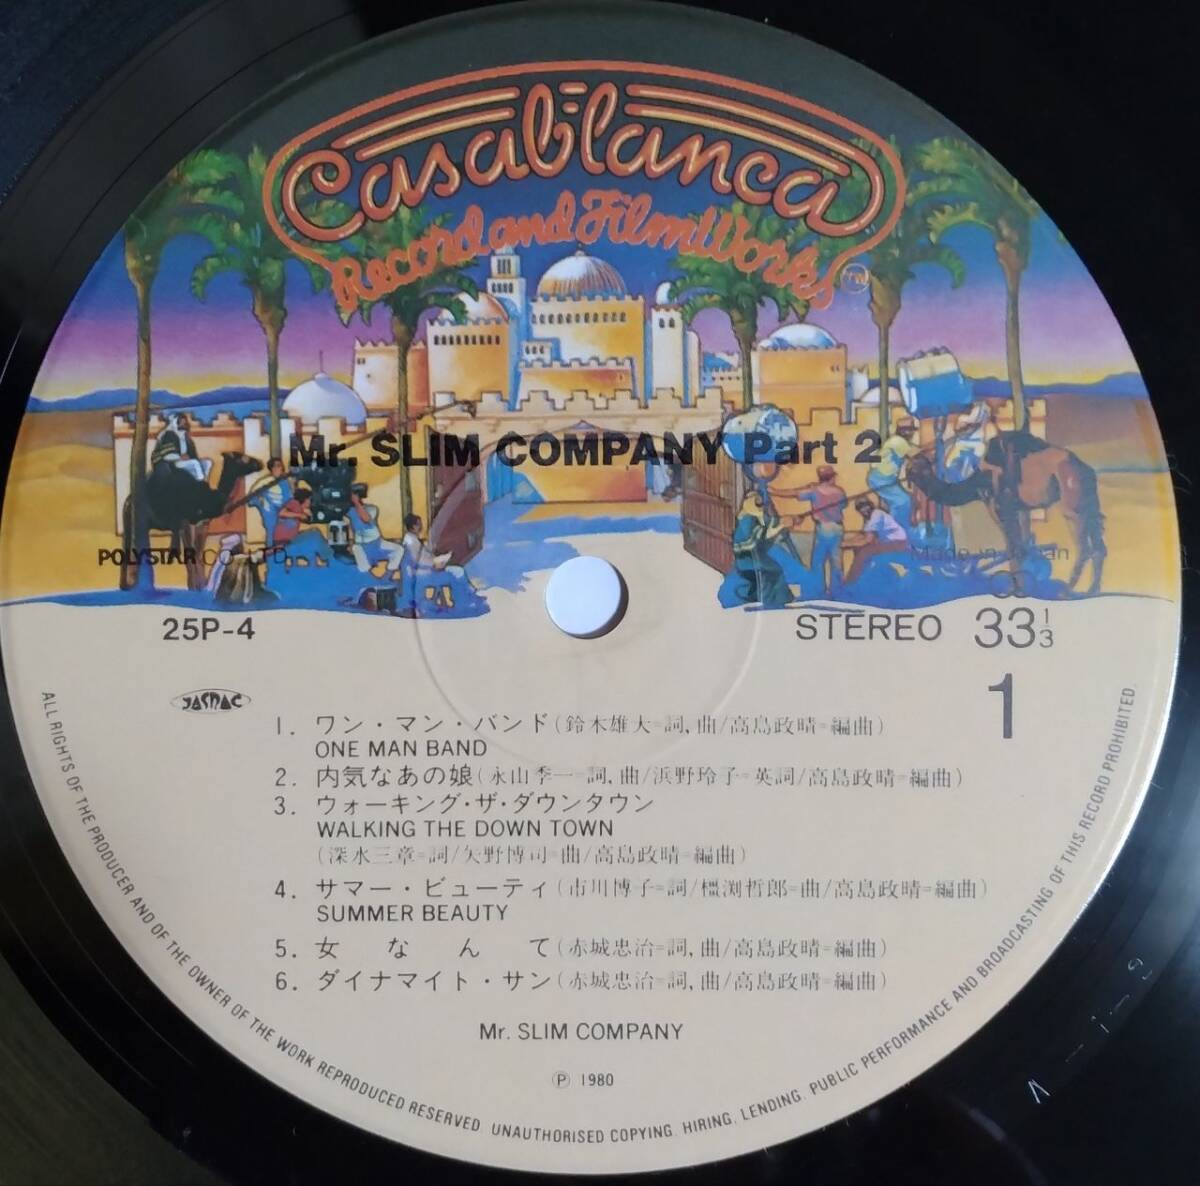 Casablanca
Record and FilmWorks
TM
Mr. SLIM COMPANY Part 2
POLYSTAR CO., LTD.
Made in Japan
25P-4
STEREO 33 1/3
1
JASRAC
1. ワン・マン・バンド(鈴木雄大=詞, 曲/高島政晴=編曲)
ONE MAN BAND
2. 内気なあの娘(永山季一=詞, 曲/浜野玲子=英詞/高島政晴=編曲)
3. ウォーキング・ザ・ダウンタウン
WALKING THE DOWN TOWN
(深水三章=詞/矢野博司=曲/高島政晴=編曲)
4. サマー・ビューティ(市川博子=詞/橿渕哲郎=曲/高島政晴=編曲)
SUMMER BEAUTY
5. 女なんて(赤城忠治=詞, 曲/高島政晴=編曲)
6. ダイナマイト・サン(赤城忠治=詞, 曲/高島政晴=編曲)
Mr. SLIM COMPANY
Ⓟ 1980
ALL RIGHTS OF THE PRODUCER AND OF THE OWNER OF THE WORK REPRODUCED RESERVED. UNAUTHORISED COPYING. HIRING. LENDING. PUBLIC PERFORMANCE AND BROADCASTING OF THIS RECORD PROHIBITED.